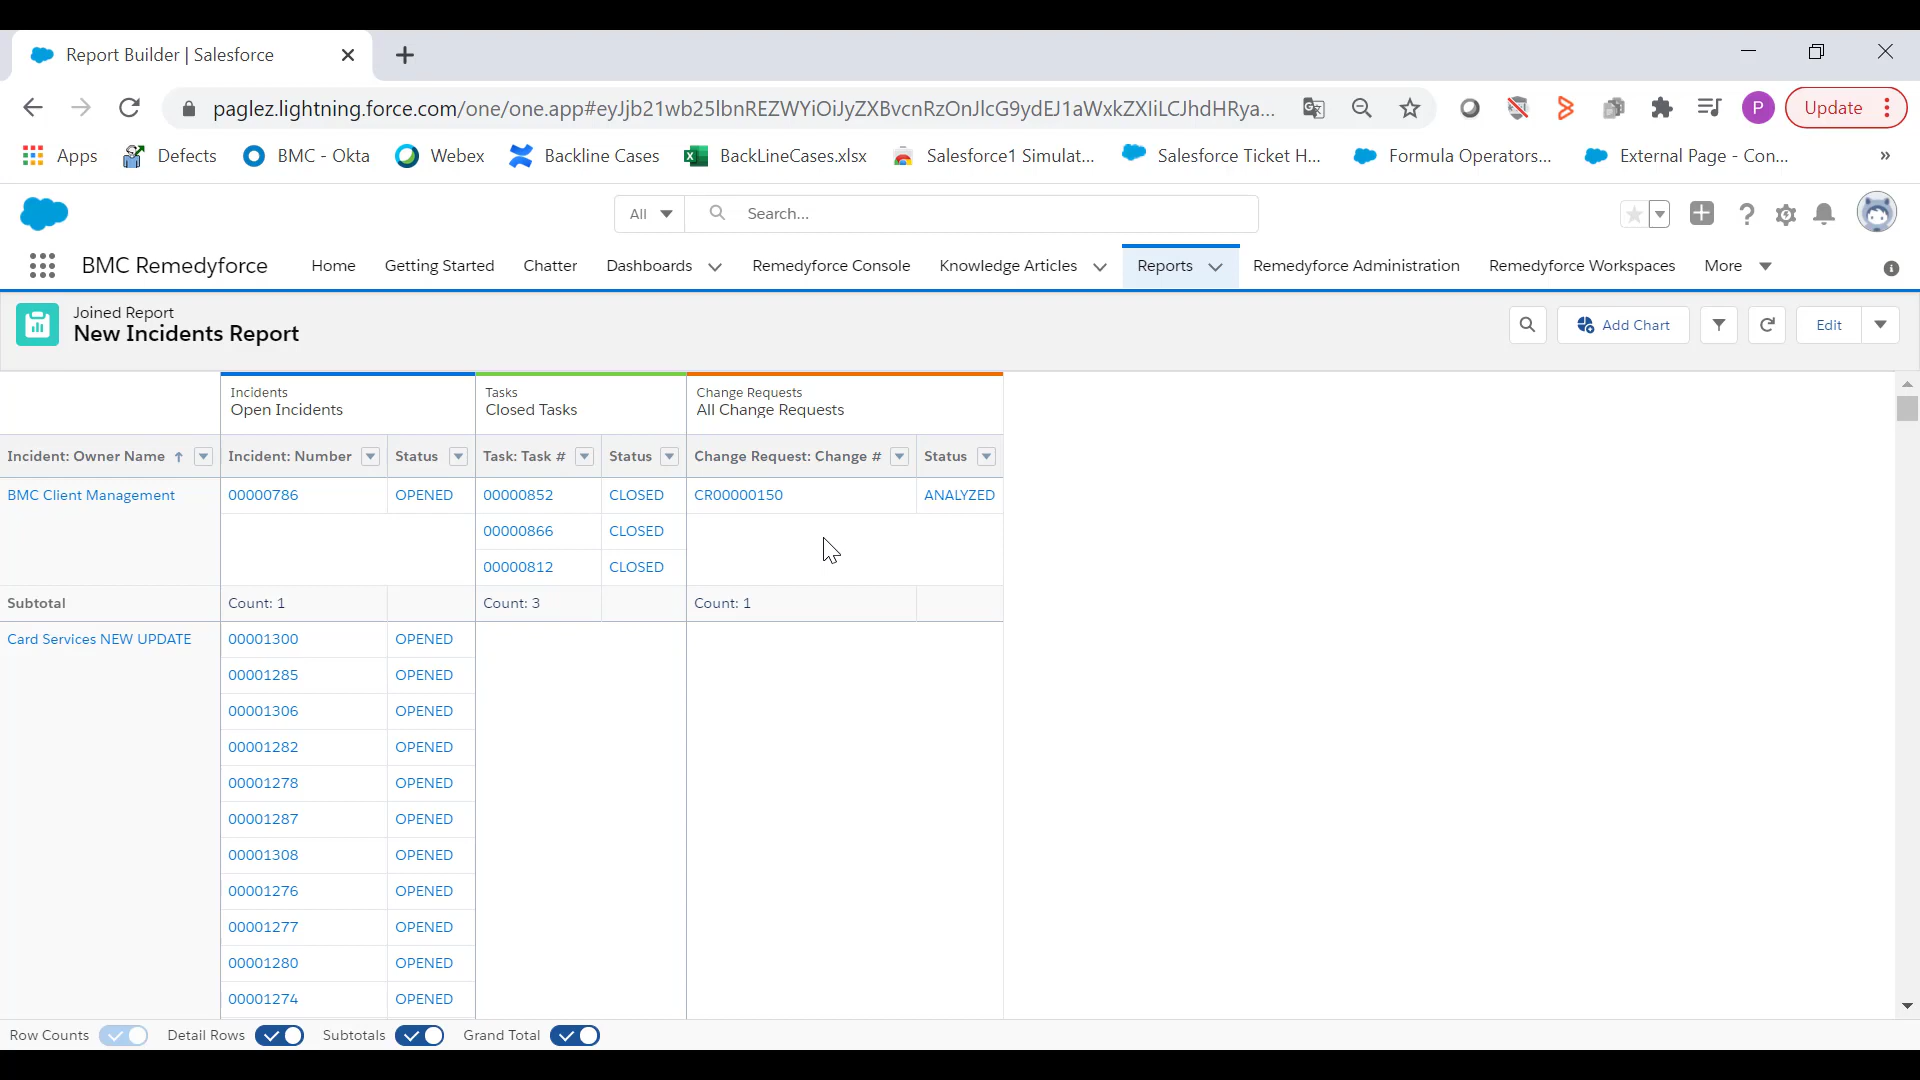 Report Builder | Salesforce
paglez.lightning.force.com/one/one.app#eyJjb21wb25lbnREZWYiOiJyZXBvcnRzOnJlcG9ydEJ1aWxkZXIiLCJhdHRya...
P
Update
Apps
Defects
BMC - Okta
Webex
Backline Cases
BackLineCases.xlsx
Salesforce1 Simulat...
Salesforce Ticket H...
Formula Operators...
External Page - Con...
»
All
Search...
BMC Remedyforce
Home
Getting Started
Chatter
Dashboards
Remedyforce Console
Knowledge Articles
Reports
Remedyforce Administration
Remedyforce Workspaces
More
Joined Report
New Incidents Report
Add Chart
Edit
Incidents
Open Incidents
Tasks
Closed Tasks
Change Requests
All Change Requests
Incident: Owner Name ↑
Incident: Number
Status
Task: Task #
Status
Change Request: Change #
Status
BMC Client Management
00000786
OPENED
00000852
CLOSED
CR00000150
ANALYZED
00000866
CLOSED
00000812
CLOSED
Subtotal
Count: 1
Count: 3
Count: 1
Card Services NEW UPDATE
00001300
OPENED
00001285
OPENED
00001306
OPENED
00001282
OPENED
00001278
OPENED
00001287
OPENED
00001308
OPENED
00001276
OPENED
00001277
OPENED
00001280
OPENED
00001274
OPENED
Row Counts
Detail Rows
Subtotals
Grand Total